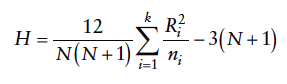 H = \frac{12}{N(N+1)} \sum_{i=1}^{k} \frac{R_i^2}{n_i} - 3(N+1)